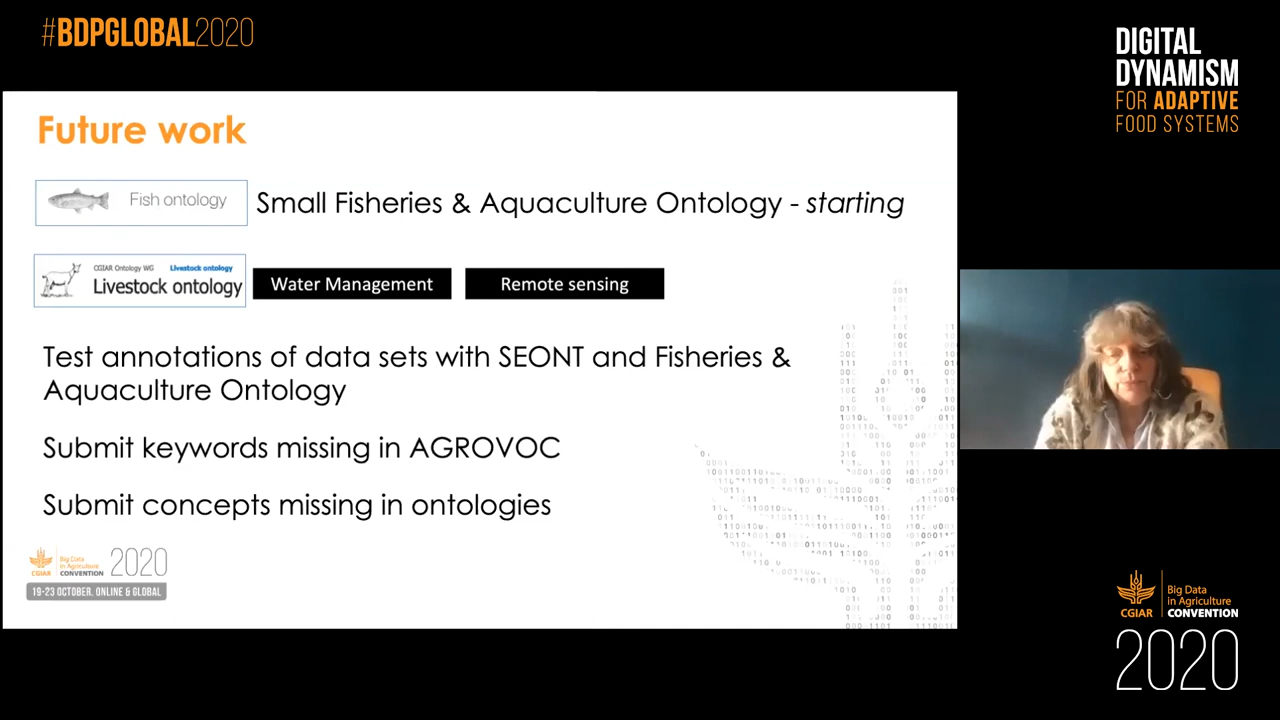 #BDPGLOBAL2020
DIGITAL
DYNAMISM
FOR ADAPTIVE
FOOD SYSTEMS
Future work
Fish ontology
Small Fisheries & Aquaculture Ontology - starting
CGIAR Ontology WG Livestock ontology
Livestock ontology
Water Management
Remote sensing
Test annotations of data sets with SEONT and Fisheries &
Aquaculture Ontology
Submit keywords missing in AGROVOC
Submit concepts missing in ontologies
CGIAR
Big Data
in Agriculture
CONVENTION
2020
19-23 OCTOBER. ONLINE & GLOBAL
CGIAR
Big Data
in Agriculture
CONVENTION
2020